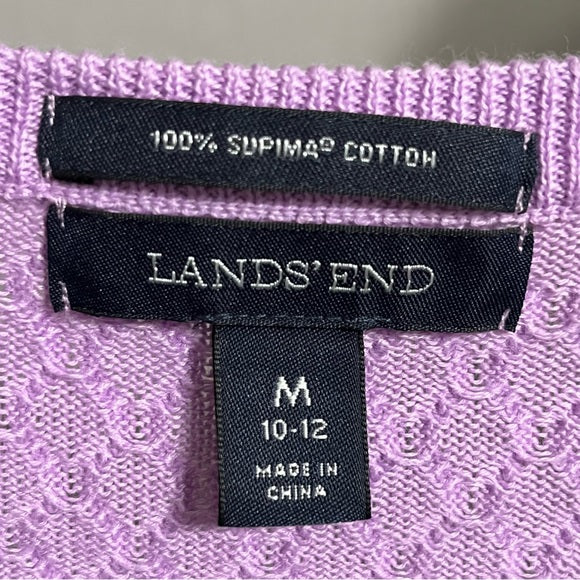 100% SUPIMA® COTTON
LANDS' END
M
10-12
MADE IN
CHINA